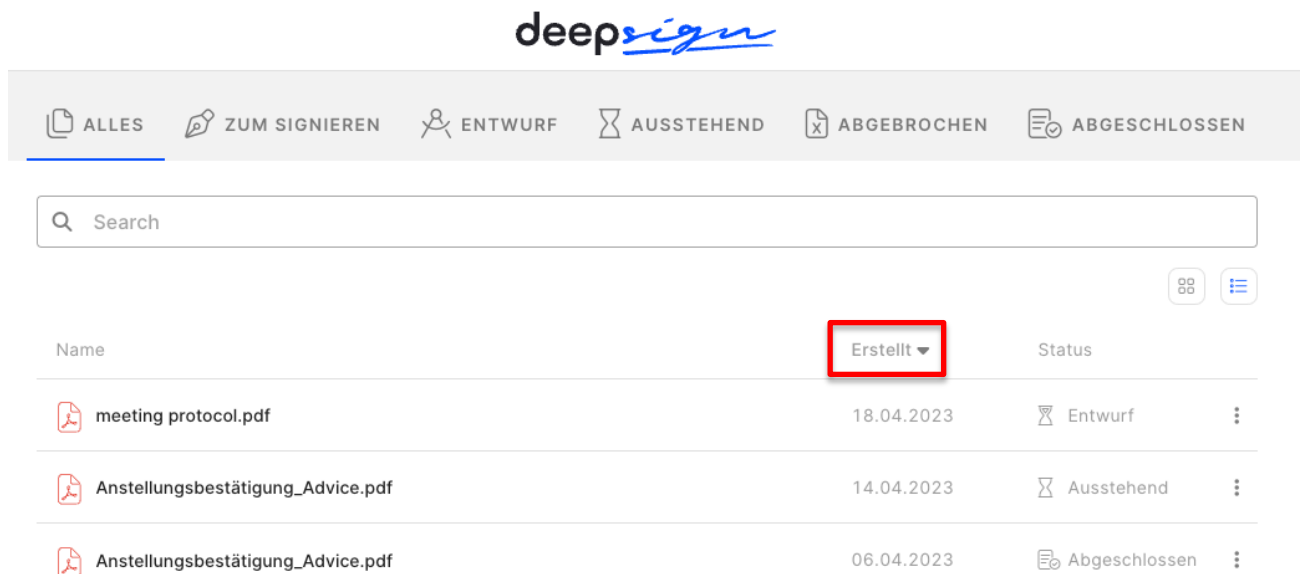 deepsign
ALLES ZUM SIGNIEREN ENTWURF AUSSTEHEND ABGEBROCHEN ABGESCHLOSSEN
Search
Name Erstellt Status
meeting protocol.pdf 18.04.2023 Entwurf
Anstellungsbestätigung_Advice.pdf 14.04.2023 Ausstehend
Anstellungsbestätigung_Advice.pdf 06.04.2023 Abgeschlossen